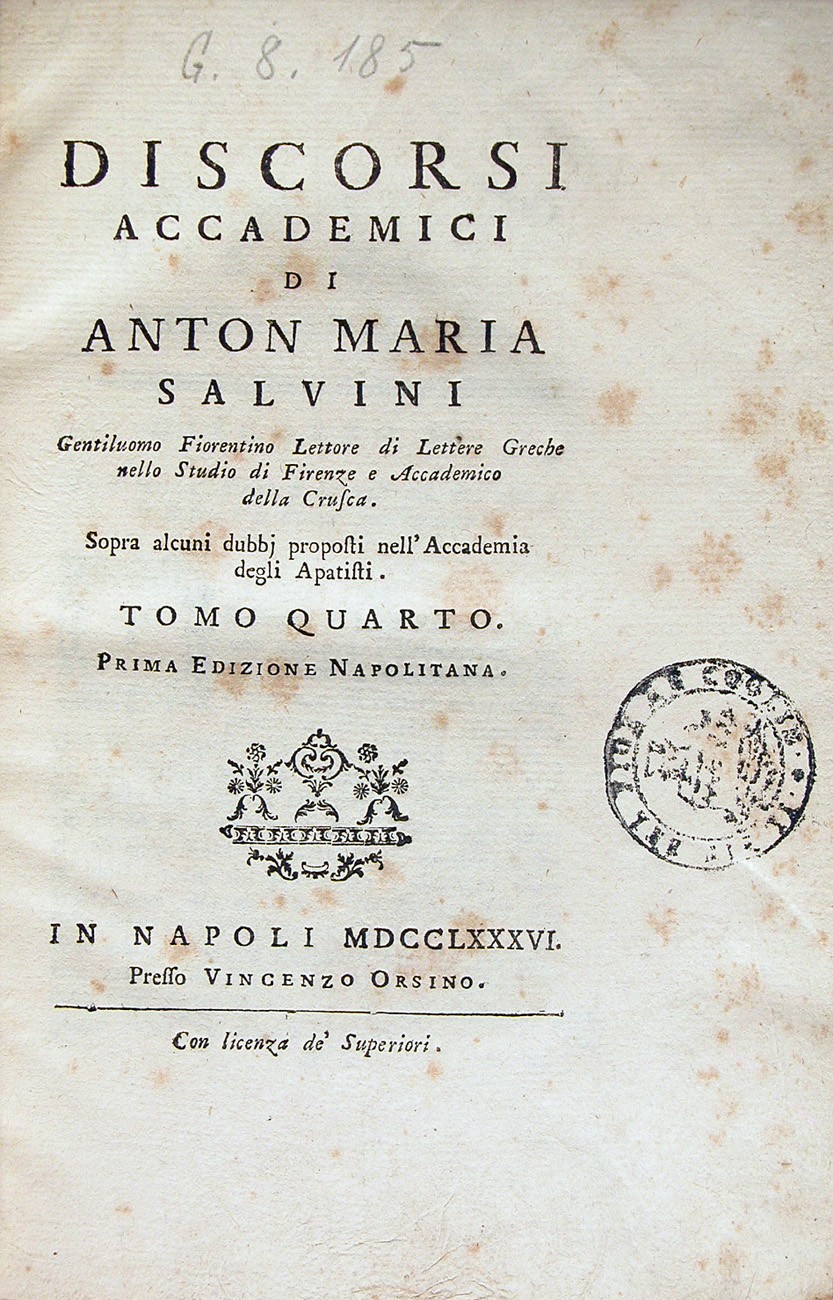 G. 8. 185
DISCORSI
ACCADEMICI
DI
ANTON MARIA
SALVINI
Gentiluomo Fiorentino Lettore di Lettere Greche
nello Studio di Firenze e Accademico
della Cruſca.
Sopra alcuni dubbj propoſti nell'Accademia
degli Apatiſti.
TOMO QUARTO.
PRIMA EDIZIONE NAPOLITANA.
IN NAPOLI MDCCLXXXVI.
Preſſo VINCENZO ORSINO.
Con licenza de' Superiori.